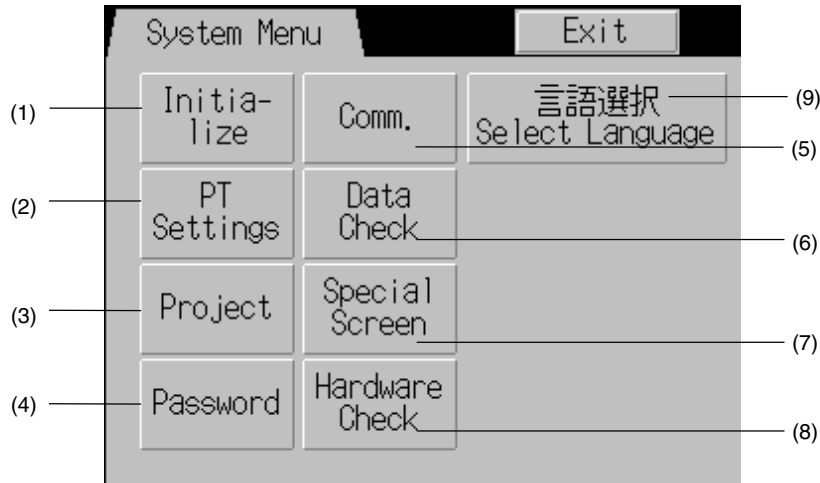 System Menu
Exit
(1)
Initia-
lize
Comm.
言語選択
Select Language
(9)
(5)
(2)
PT
Settings
Data
Check
(6)
(3)
Project
Special
Screen
(7)
(4)
Password
Hardware
Check
(8)